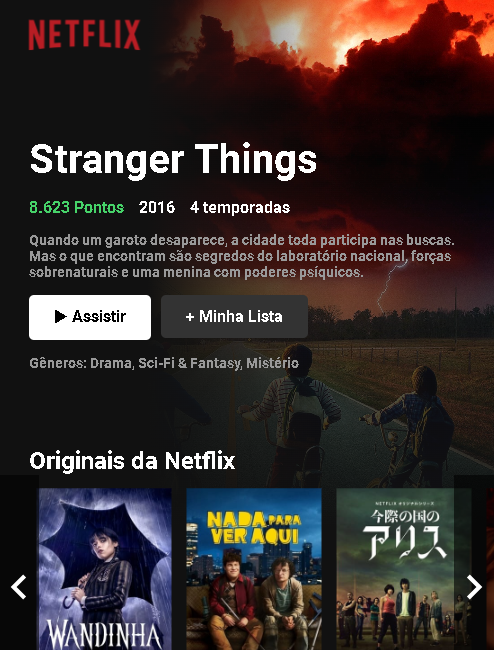 NETFLIX
Stranger Things
8.623 Pontos 2016 4 temporadas
Quando um garoto desaparece, a cidade toda participa nas buscas.
Mas o que encontram são segredos do laboratório nacional, forças
sobrenaturais e uma menina com poderes psíquicos.
Assistir
+ Minha Lista
Gêneros: Drama, Sci-Fi & Fantasy, Mistério
Originais da Netflix
WANDINHA
NADA PARA
VER AQUI
NETFLIX オリジナルシリーズ
今際の国の
アリス